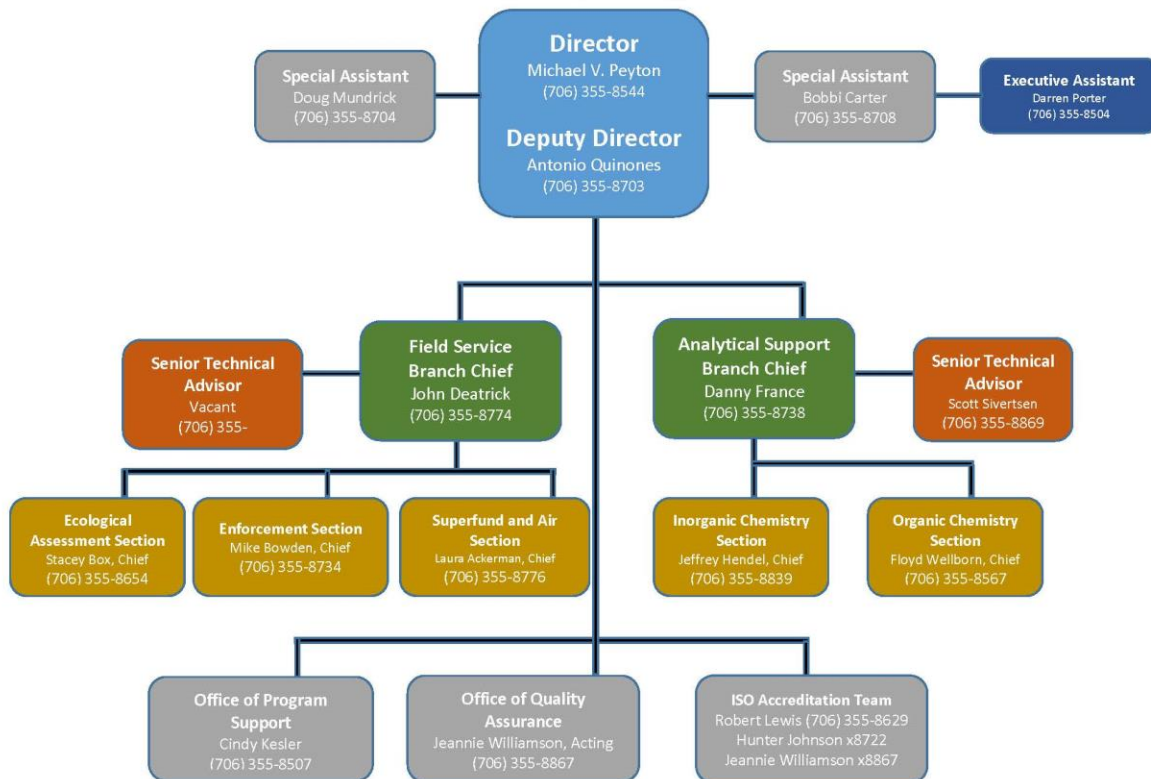 Director
Michael V. Peyton
(706) 355-8544
Deputy Director
Antonio Quinones
(706) 355-8703
Special Assistant
Doug Mundrick
(706) 355-8704
Special Assistant
Bobbi Carter
(706) 355-8708
Executive Assistant
Darren Porter
(706) 355-8504
Senior Technical
Advisor
Vacant
(706) 355-
Field Service
Branch Chief
John Deatrick
(706) 355-8774
Analytical Support
Branch Chief
Danny France
(706) 355-8738
Senior Technical
Advisor
Scott Sivertsen
(706) 355-8869
Ecological
Assessment Section
Stacey Box, Chief
(706) 355-8654
Enforcement Section
Mike Bowden, Chief
(706) 355-8734
Superfund and Air
Section
Laura Ackerman, Chief
(706) 355-8776
Inorganic Chemistry
Section
Jeffrey Hendel, Chief
(706) 355-8839
Organic Chemistry
Section
Floyd Wellborn, Chief
(706) 355-8567
Office of Program
Support
Cindy Kesler
(706) 355-8507
Office of Quality
Assurance
Jeannie Williamson, Acting
(706) 355-8867
ISO Accreditation Team
Robert Lewis (706) 355-8629
Hunter Johnson x8722
Jeannie Williamson x8867